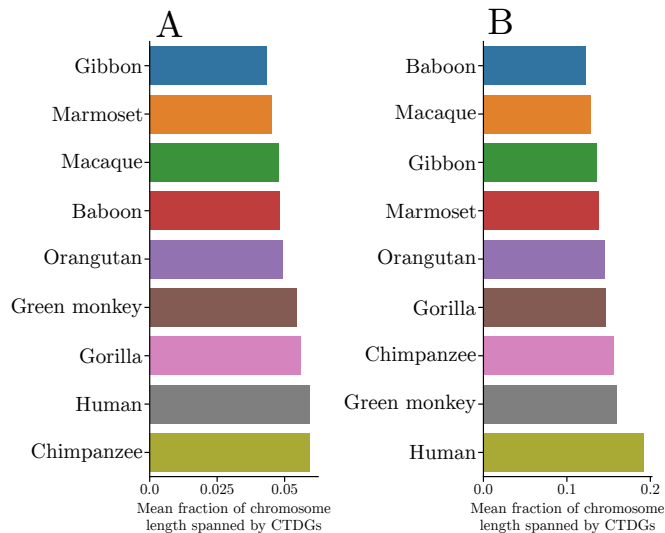 A
Gibbon
Marmoset
Macaque
Baboon
Orangutan
Green monkey
Gorilla
Human
Chimpanzee
0.0 0.025 0.05
Mean fraction of chromosome
length spanned by CTDGs
B
Baboon
Macaque
Gibbon
Marmoset
Orangutan
Gorilla
Chimpanzee
Green monkey
Human
0.0 0.1 0.2
Mean fraction of chromosome
length spanned by CTDGs